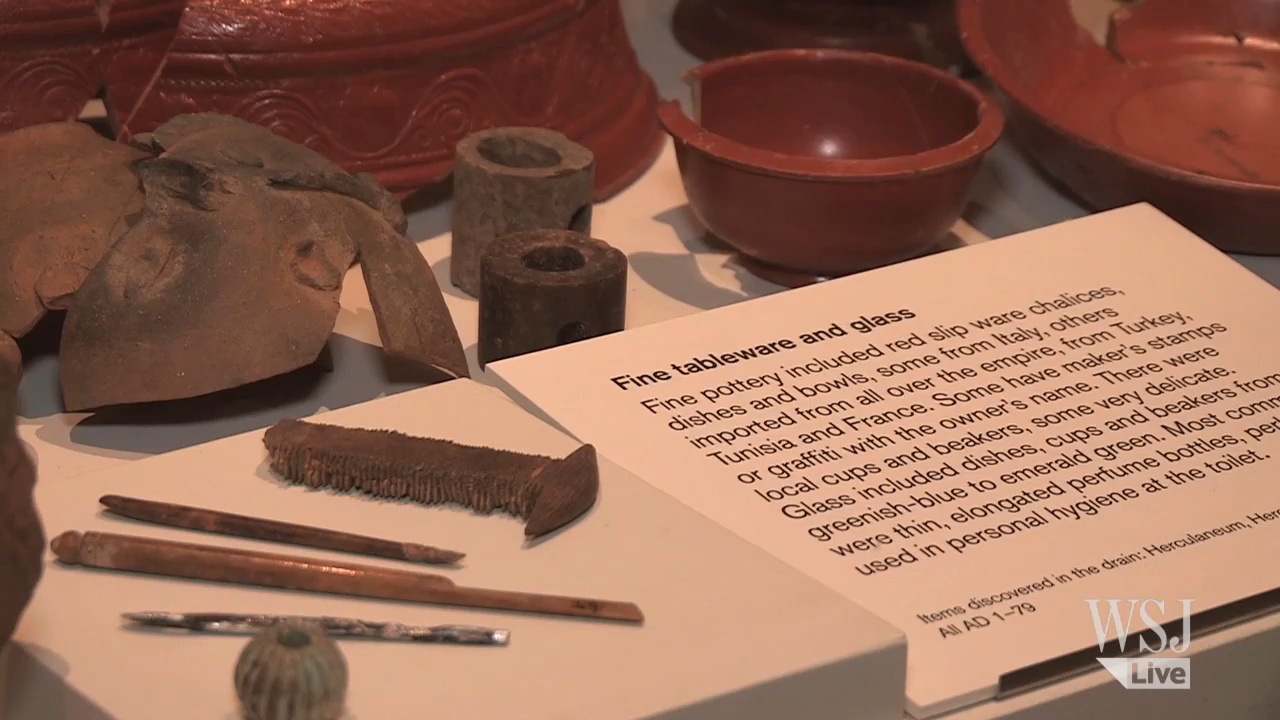 Fine tableware and glass
Fine pottery included red slip ware chalices,
dishes and bowls, some from Italy, others
imported from all over the empire, from Turkey,
Tunisia and France. Some have maker's stamps
or graffiti with the owner's name. There were
local cups and beakers, some very delicate.
Glass included dishes, cups and beakers from
greenish-blue to emerald green. Most
were thin, elongated perfume bottles,
used in personal hygiene at the toilet.
Items discovered in the drain: Herculaneum,
All AD 1–79
WSJ
Live